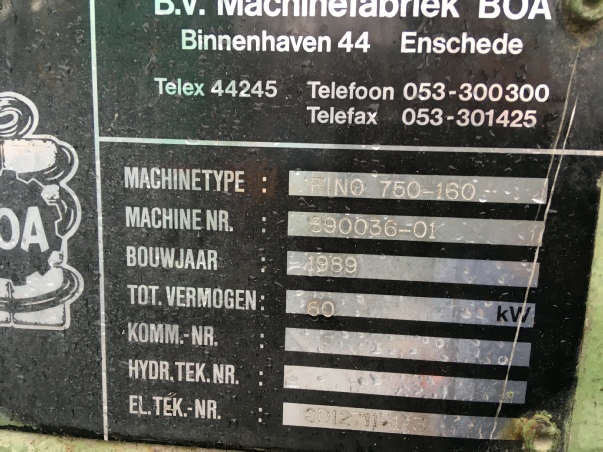 B.V. Machinefabriek BOA
Binnenhaven 44 Enschede
Telex 44245 Telefoon 053-300300
Telefax 053-301425
BOA
MACHINETYPE : RINO 750-160
MACHINE NR. : 890036-01
BOUWJAAR : 1989
TOT. VERMOGEN: 60 kW
KOMM.-NR. :
HYDR.TEK.NR. :
EL.TEK.-NR. :